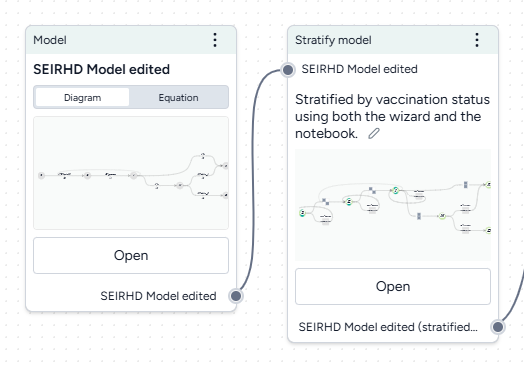 Model
SEIRHD Model edited
Diagram
Equation
Open
SEIRHD Model edited
Stratify model
SEIRHD Model edited
Stratified by vaccination status
using both the wizard and the
notebook.
Open
SEIRHD Model edited (stratified...